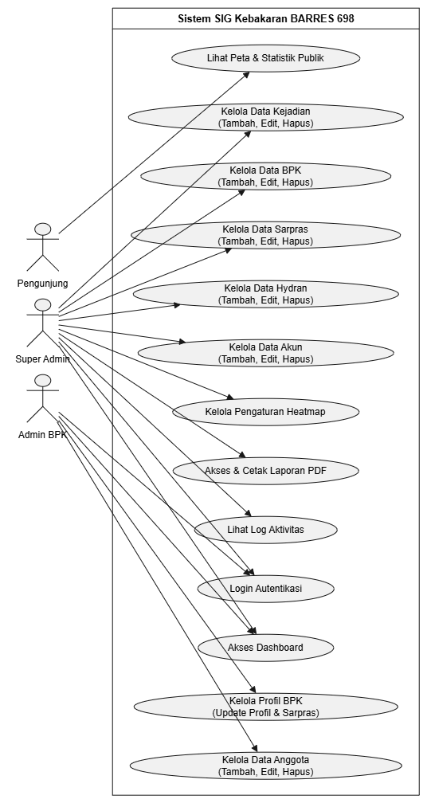 Sistem SIG Kebakaran BARRES 698
Lihat Peta & Statistik Publik
Kelola Data Kejadian
(Tambah, Edit, Hapus)
Kelola Data BPK
(Tambah, Edit, Hapus)
Kelola Data Sarpras
(Tambah, Edit, Hapus)
Pengunjung
Kelola Data Hydran
(Tambah, Edit, Hapus)
Super Admin
Kelola Data Akun
(Tambah, Edit, Hapus)
Kelola Pengaturan Heatmap
Admin BPK
Akses & Cetak Laporan PDF
Lihat Log Aktivitas
Login Autentikasi
Akses Dashboard
Kelola Profil BPK
(Update Profil & Sarpras)
Kelola Data Anggota
(Tambah, Edit, Hapus)